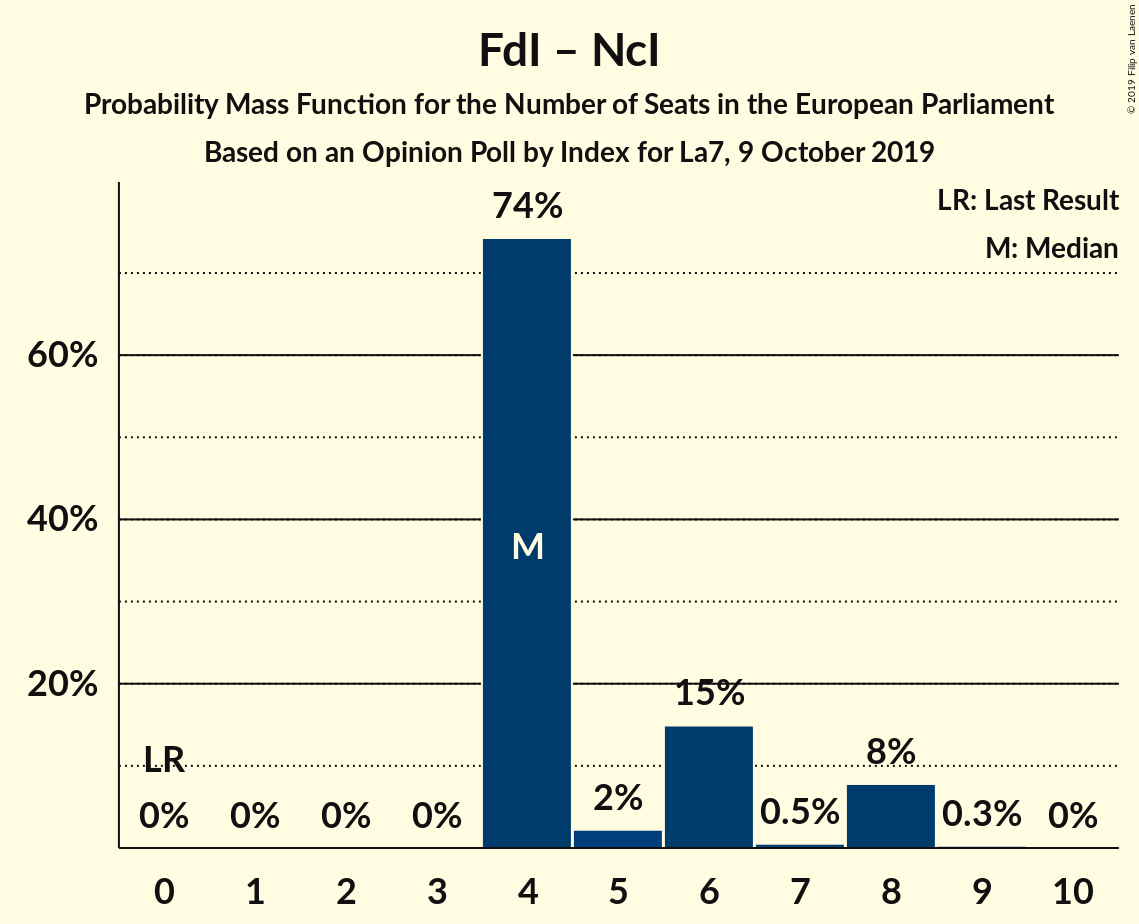 FdI – NcI
Probability Mass Function for the Number of Seats in the European Parliament
Based on an Opinion Poll by Index for La7, 9 October 2019
© 2019 Filip van Laenen
LR: Last Result
M: Median
74%
60%
40%
20%
M
LR
0%
0%
0%
0%
2%
15%
0.5%
8%
0.3%
0%
0 1 2 3 4 5 6 7 8 9 10